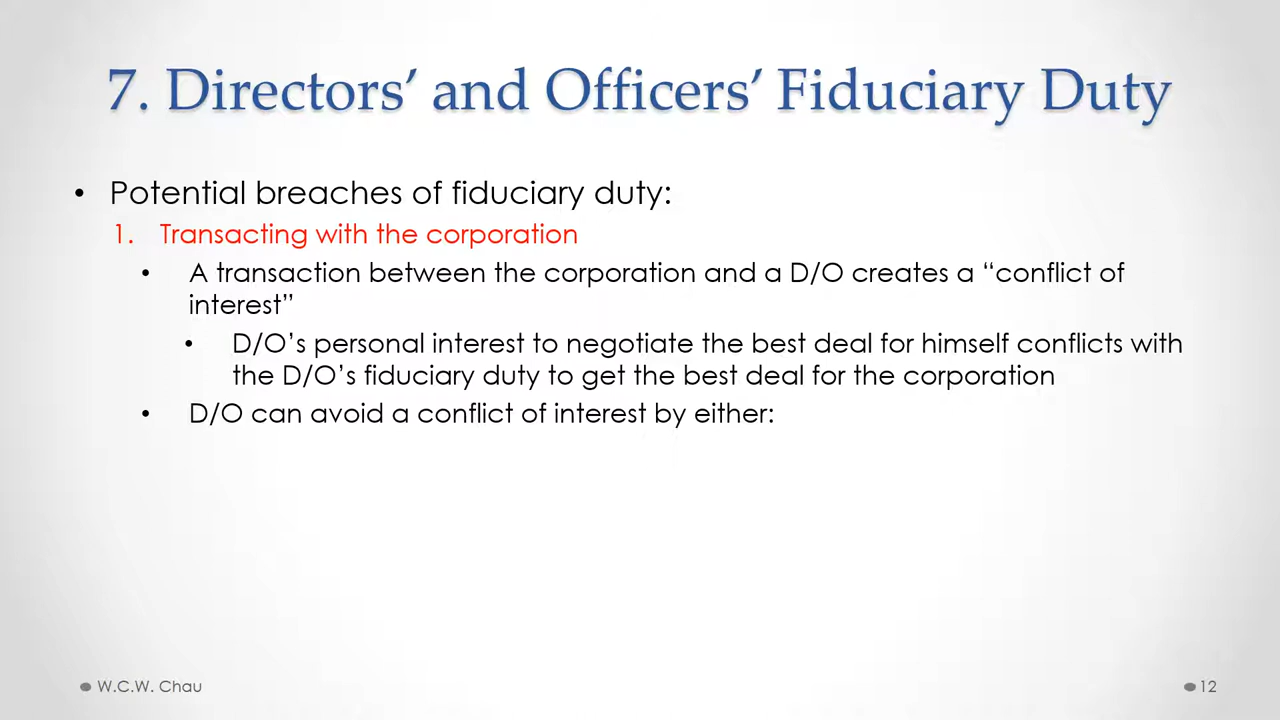 7. Directors’ and Officers’ Fiduciary Duty
• Potential breaches of fiduciary duty:
1. Transacting with the corporation
• A transaction between the corporation and a D/O creates a “conflict of
interest”
• D/O’s personal interest to negotiate the best deal for himself conflicts with
the D/O’s fiduciary duty to get the best deal for the corporation
• D/O can avoid a conflict of interest by either:
W.C.W. Chau
12